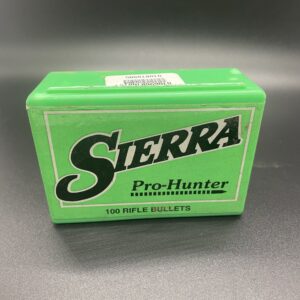 SIERRA
Pro-Hunter
100 RIFLE BULLETS